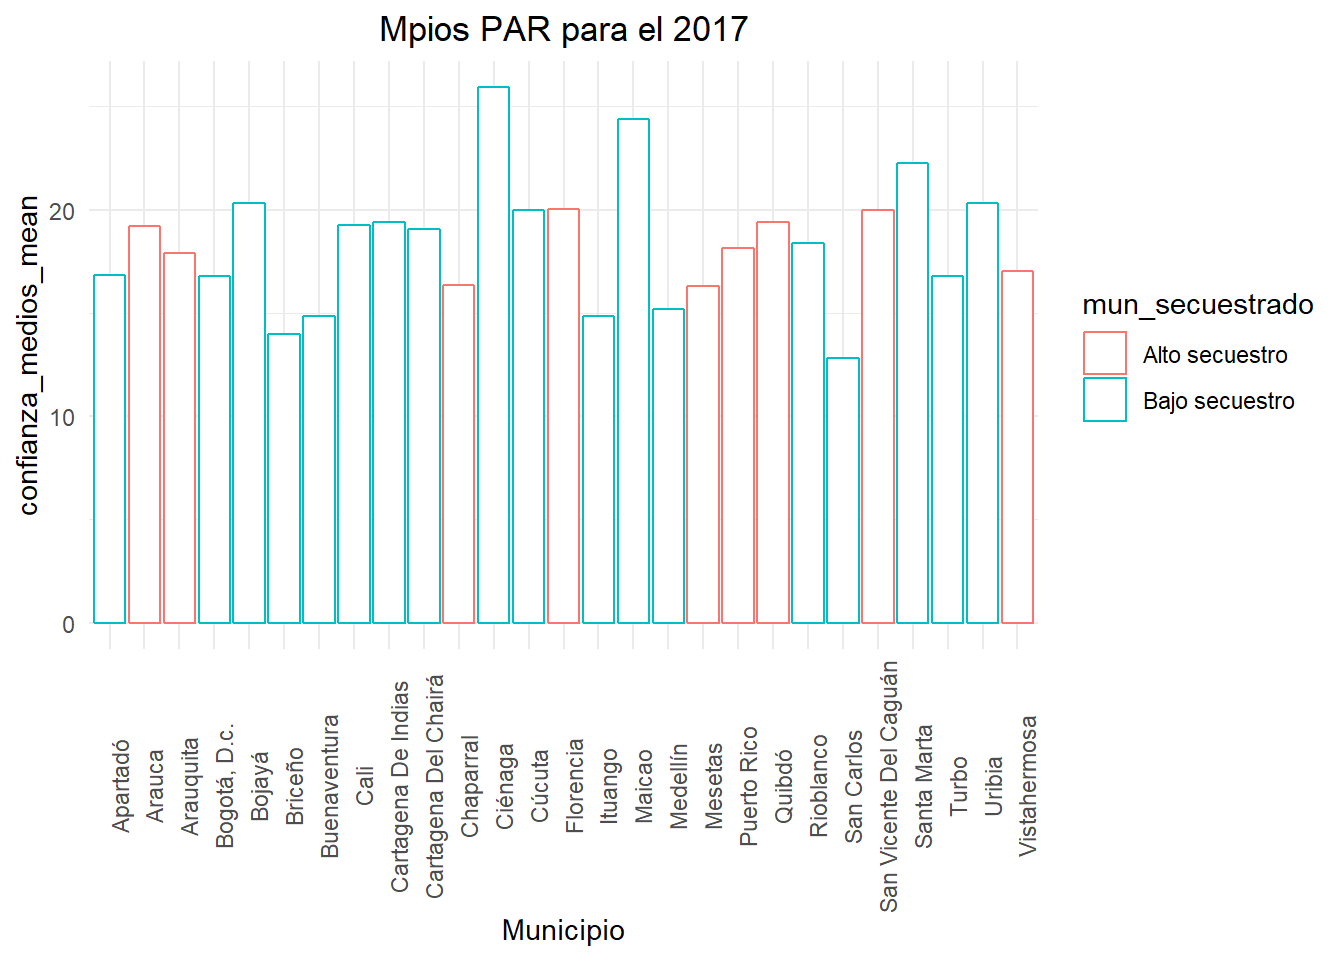 Mpios PAR para el 2017
confianza_medios_mean
20
10
0
Apartadó
Arauca
Arauquita
Bogotá, D.c.
Bojayá
Briceño
Buenaventura
Cali
Cartagena De Indias
Cartagena Del Chairá
Chaparral
Ciénaga
Cúcuta
Florencia
Ituango
Maicao
Medellín
Mesetas
Puerto Rico
Quibdó
Rioblanco
San Carlos
San Vicente Del Caguán
Santa Marta
Turbo
Uribia
Vistahermosa
Municipio
mun_secuestrado
Alto secuestro
Bajo secuestro